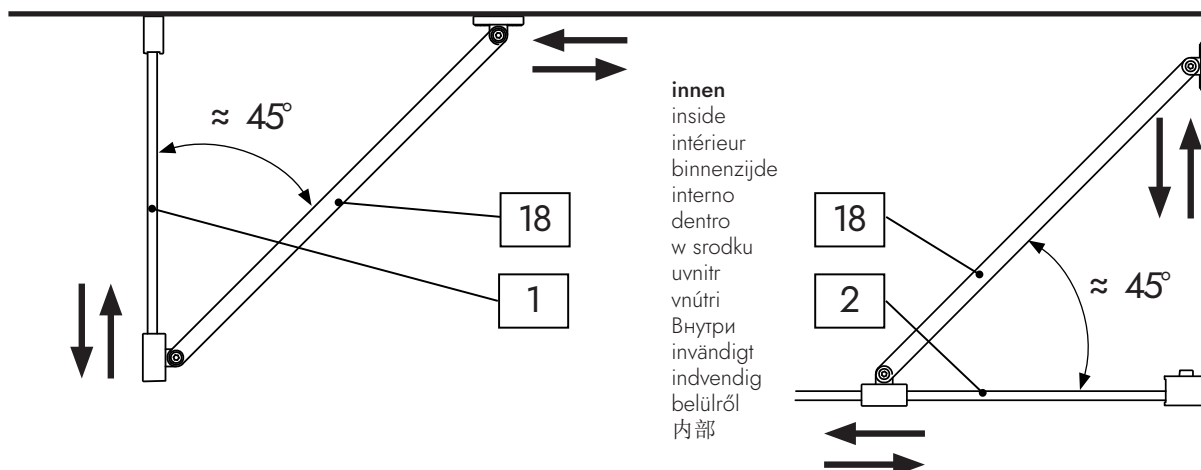 ≈ 45°
18
1
innen
inside
intérieur
binnenzijde
interno
dentro
w srodku
uvnitr
vnútri
Внутри
invändigt
indvendig
belülről
内部
18
2
≈ 45°